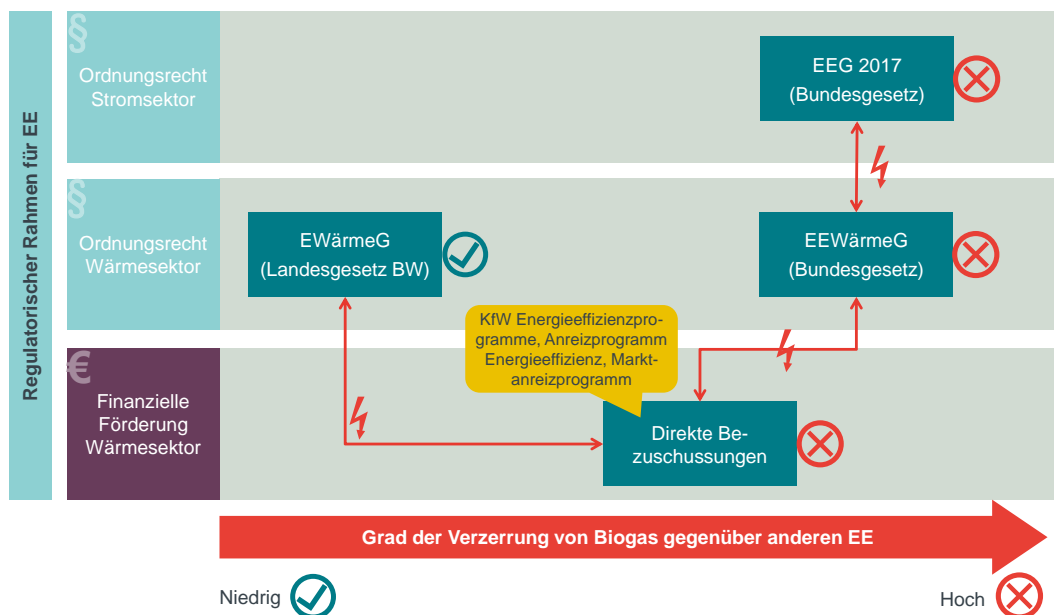 Regulatorischer Rahmen für EE
§
Ordnungsrecht
Stromsektor
EEG 2017
(Bundesgesetz)
§
Ordnungsrecht
Wärmesektor
EWärmeG
(Landesgesetz BW)
EEWärmeG
(Bundesgesetz)
KfW Energieeffizienzpro-
gramme, Anreizprogramm
Energieeffizienz, Markt-
anreizprogramm
€
Finanzielle
Förderung
Wärmesektor
Direkte Be-
zuschussungen
Grad der Verzerrung von Biogas gegenüber anderen EE
Niedrig
Hoch